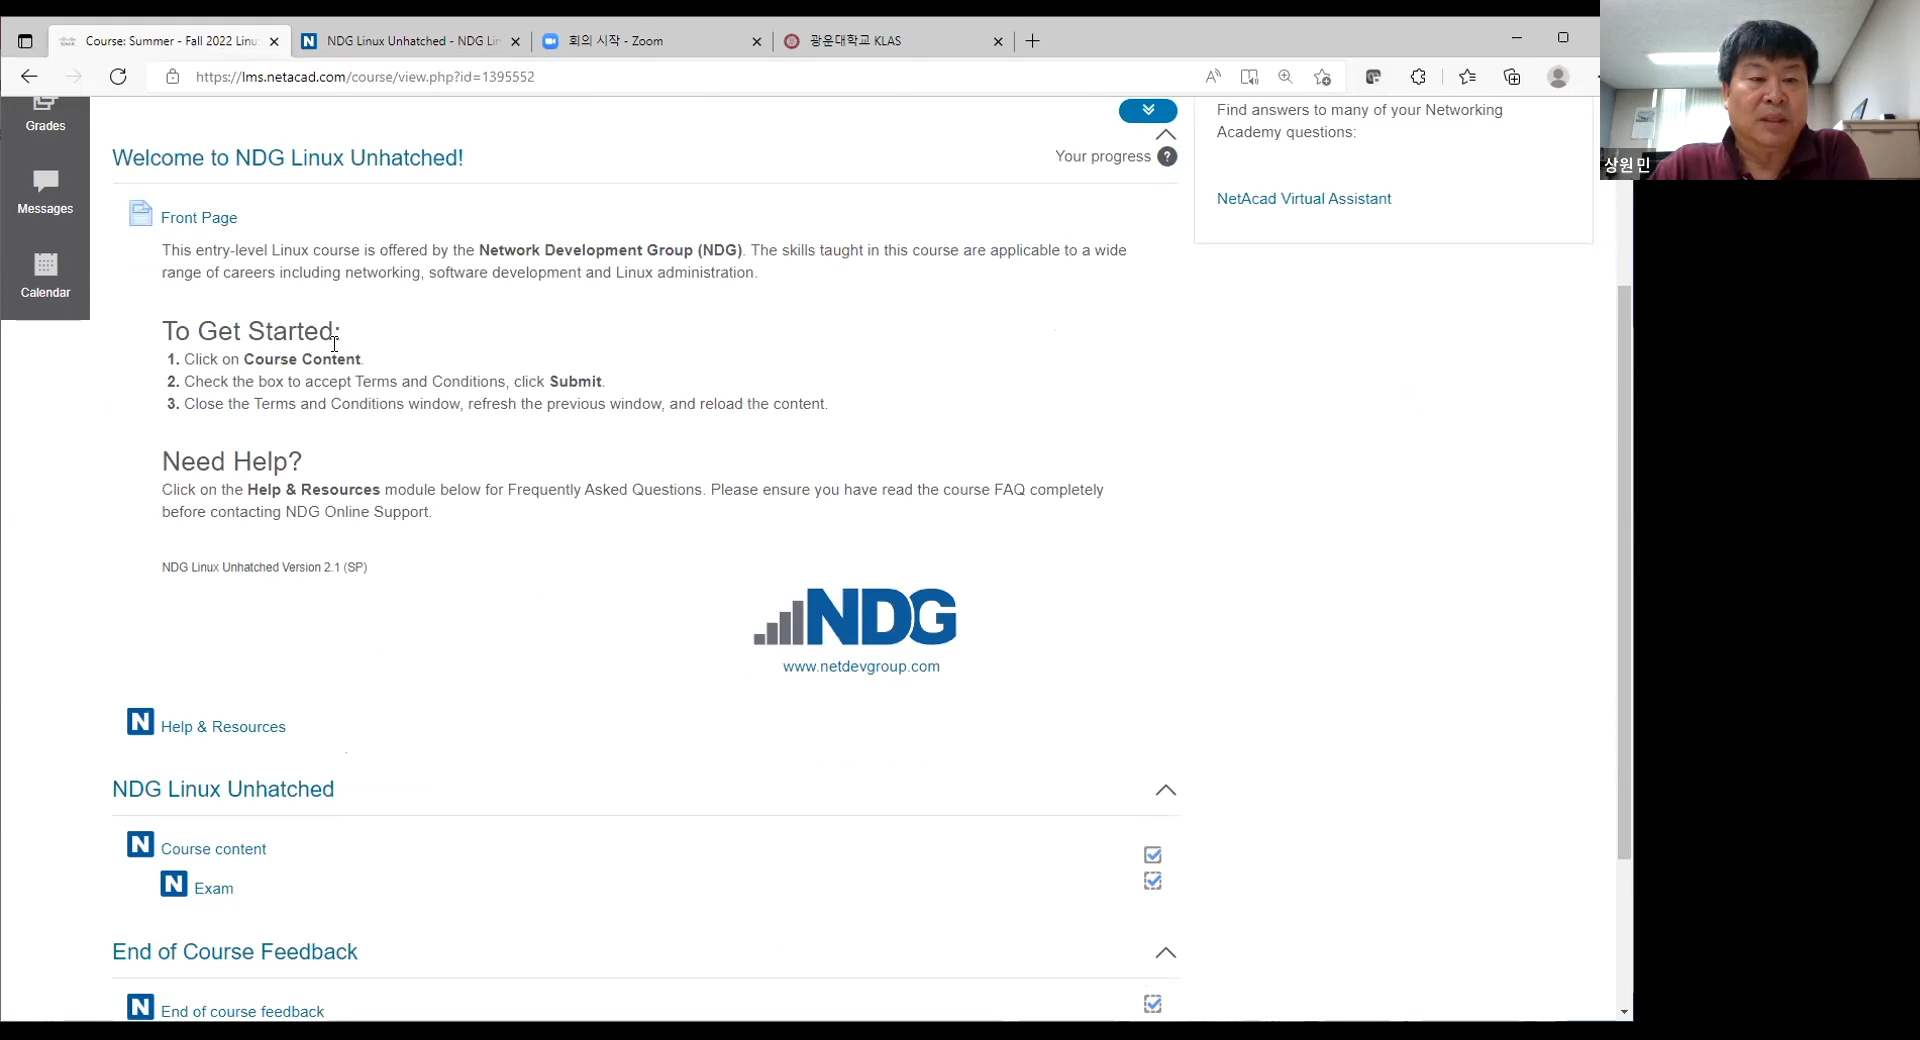 Course: Summer - Fall 2022 Linu
NDG Linux Unhatched - NDG Lin
회의 시작 - Zoom
광운대학교 KLAS
https://lms.netacad.com/course/view.php?id=1395552
상원 민
Grades
Messages
Calendar
Find answers to many of your Networking
Academy questions:
NetAcad Virtual Assistant
Your progress ?
Welcome to NDG Linux Unhatched!
Front Page
This entry-level Linux course is offered by the Network Development Group (NDG). The skills taught in this course are applicable to a wide
range of careers including networking, software development and Linux administration.
To Get Started:
1. Click on Course Content.
2. Check the box to accept Terms and Conditions, click Submit.
3. Close the Terms and Conditions window, refresh the previous window, and reload the content.
Need Help?
Click on the Help & Resources module below for Frequently Asked Questions. Please ensure you have read the course FAQ completely
before contacting NDG Online Support.
NDG Linux Unhatched Version 2.1 (SP)
NDG
www.netdevgroup.com
N Help & Resources
NDG Linux Unhatched
N Course content
N Exam
End of Course Feedback
N End of course feedback